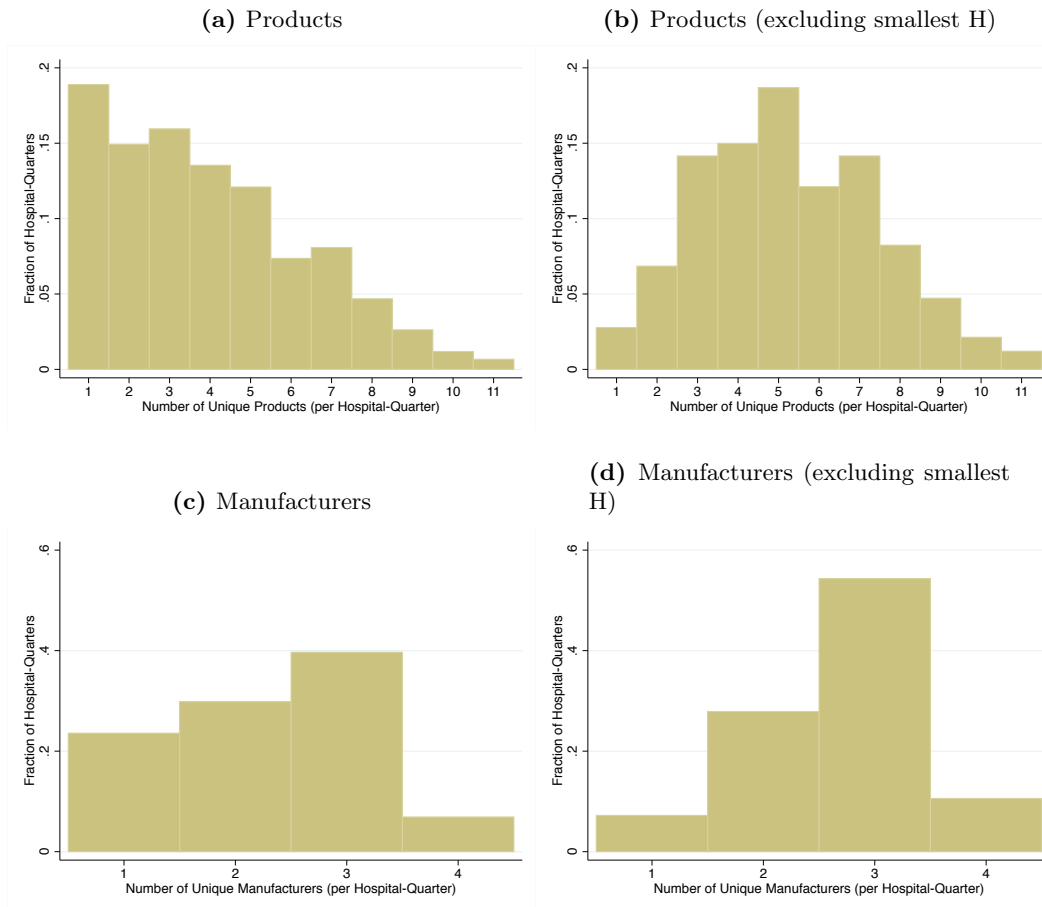 (a) Products
.2
.15
.1
.05
0
Fraction of Hospital-Quarters
1 2 3 4 5 6 7 8 9 10 11
Number of Unique Products (per Hospital-Quarter)
(b) Products (excluding smallest H)
.2
.15
.1
.05
0
Fraction of Hospital-Quarters
1 2 3 4 5 6 7 8 9 10 11
Number of Unique Products (per Hospital-Quarter)
(c) Manufacturers
.6
.4
.2
0
Fraction of Hospital-Quarters
1 2 3 4
Number of Unique Manufacturers (per Hospital-Quarter)
(d) Manufacturers (excluding smallest
H)
.6
.4
.2
0
Fraction of Hospital-Quarters
1 2 3 4
Number of Unique Manufacturers (per Hospital-Quarter)